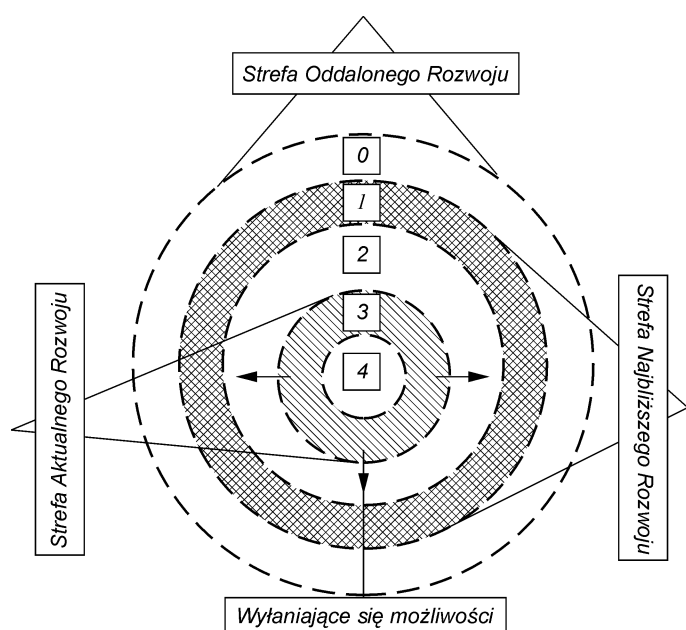 Strefa Oddalonego Rozwoju
0
1
2
3
4
Strefa Aktualnego Rozwoju
Strefa Najbliższego Rozwoju
Wyłaniające się możliwości